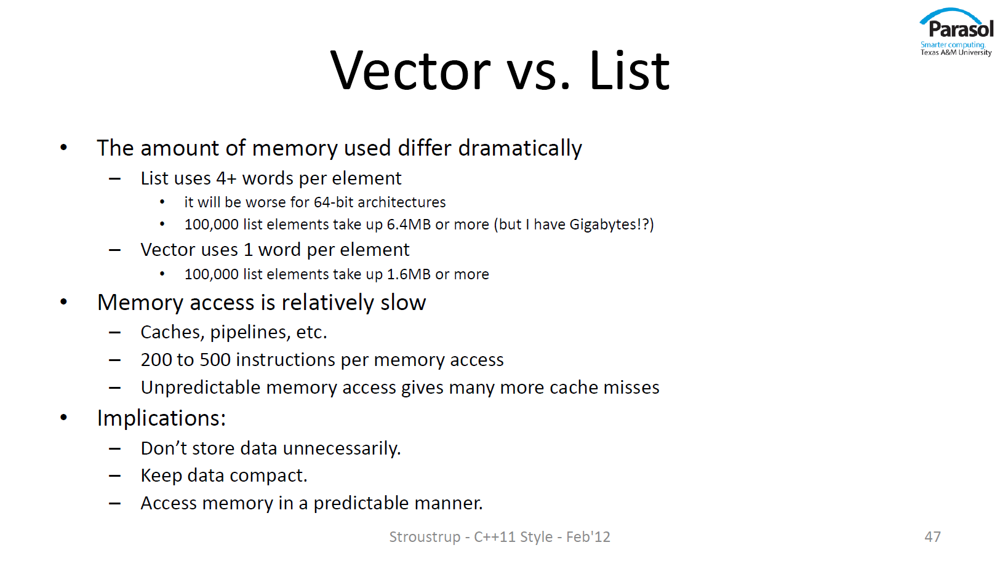 Parasol
Smarter computing.
Texas A&M University
Vector vs. List
• The amount of memory used differ dramatically
– List uses 4+ words per element
• it will be worse for 64-bit architectures
• 100,000 list elements take up 6.4MB or more (but I have Gigabytes!?)
– Vector uses 1 word per element
• 100,000 list elements take up 1.6MB or more
• Memory access is relatively slow
– Caches, pipelines, etc.
– 200 to 500 instructions per memory access
– Unpredictable memory access gives many more cache misses
• Implications:
– Don’t store data unnecessarily.
– Keep data compact.
– Access memory in a predictable manner.
Stroustrup - C++11 Style - Feb'12
47